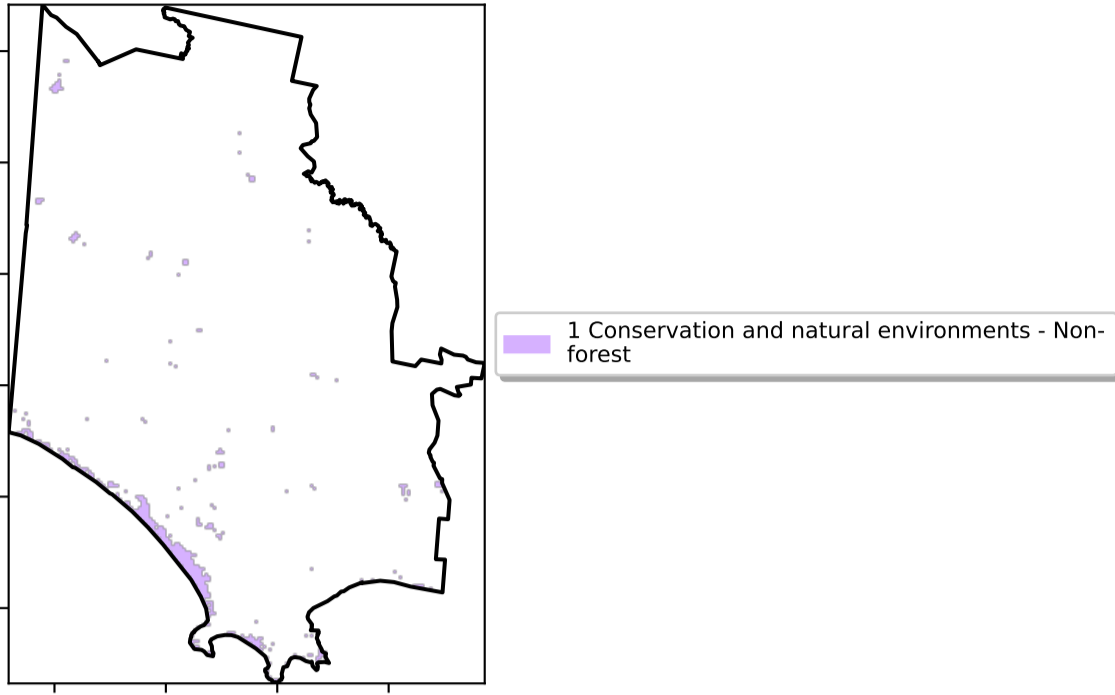 1 Conservation and natural environments - Non-
forest